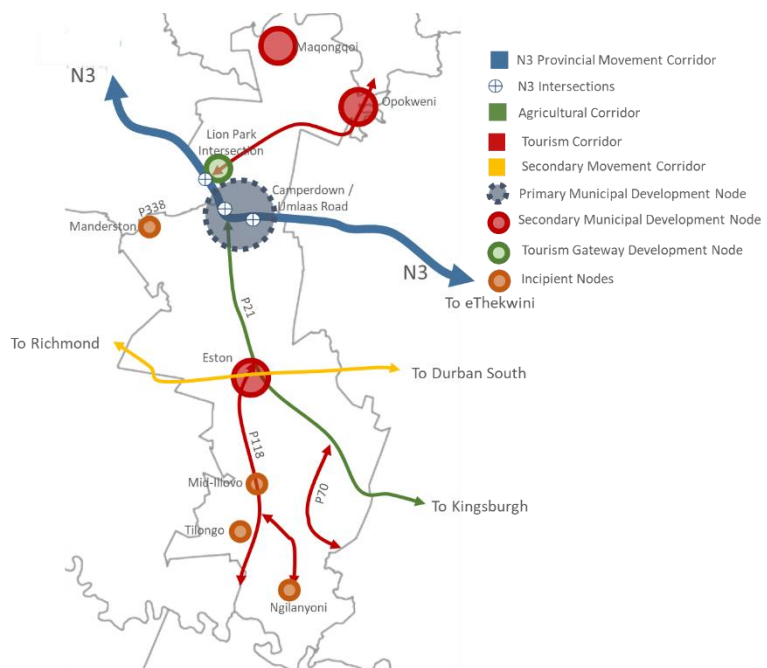 Maqongqoi
N3
Opokweni
Lion Park
Intersection
Camperdown /
Umlaas Road
P338
Manderston
N3
To eThekwini
P21
To Richmond
Eston
To Durban South
P118
Mid-Illovo
P70
To Kingsburgh
Tilongo
Ngilanyoni
N3 Provincial Movement Corridor
N3 Intersections
Agricultural Corridor
Tourism Corridor
Secondary Movement Corridor
Primary Municipal Development Node
Secondary Municipal Development Node
Tourism Gateway Development Node
Incipient Nodes